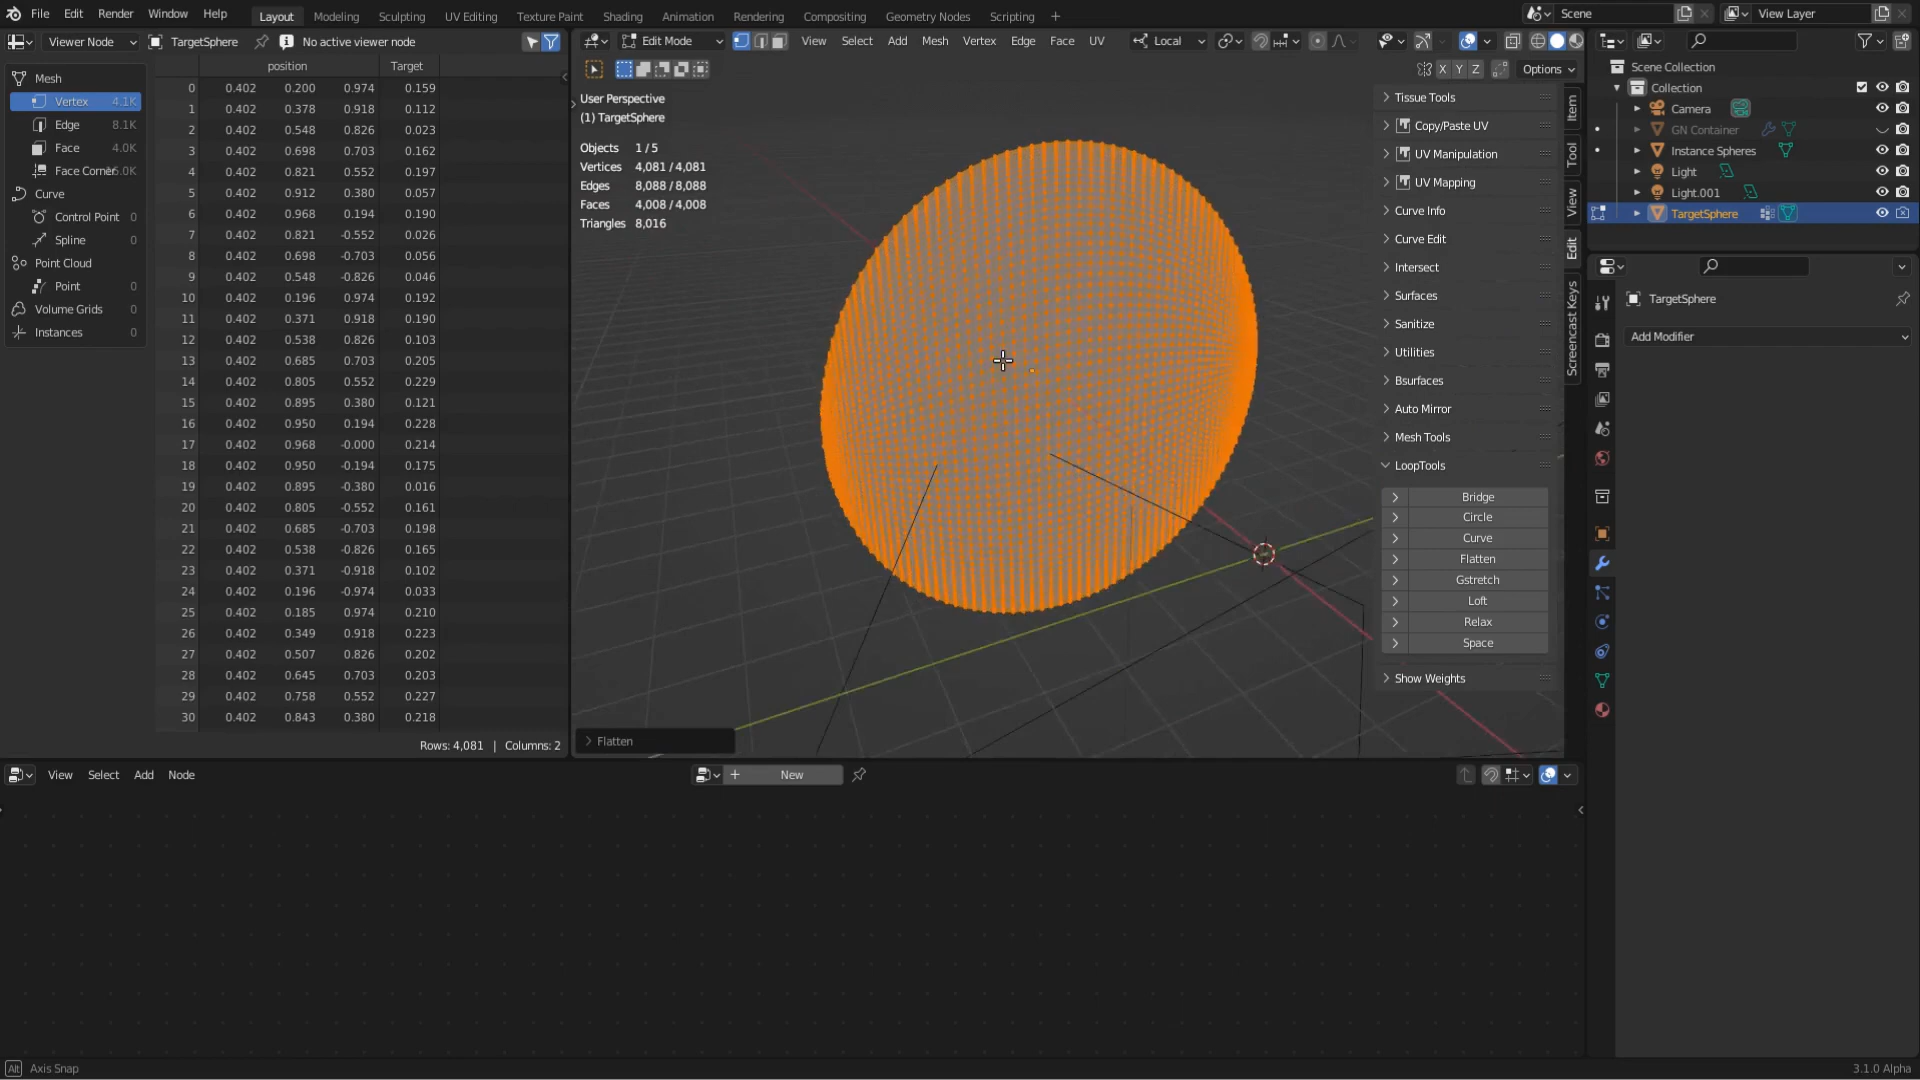 File Edit Render Window Help Layout Modeling Sculpting UV Editing Texture Paint Shading Animation Rendering Compositing Geometry Nodes Scripting + Scene View Layer
Viewer Node TargetSphere No active viewer node Edit Mode View Select Add Mesh Vertex Edge Face UV Local
X Y Z Options
position Target
Mesh
Vertex 4.1K
Edge 8.1K
Face 4.0K
Face Corner
Curve
Control Point 0
Spline 0
Point Cloud
Point 0
Volume Grids 0
Instances 0
0 0.402 0.200 0.974 0.159
1 0.402 0.378 0.918 0.112
2 0.402 0.548 0.826 0.023
3 0.402 0.698 0.703 0.162
4 0.402 0.821 0.552 0.197
5 0.402 0.912 0.380 0.057
6 0.402 0.968 0.194 0.190
7 0.402 0.821 -0.552 0.026
8 0.402 0.698 -0.703 0.056
9 0.402 0.548 -0.826 0.046
10 0.402 0.196 0.974 0.192
11 0.402 0.371 0.918 0.190
12 0.402 0.538 0.826 0.103
13 0.402 0.685 0.703 0.205
14 0.402 0.805 0.552 0.229
15 0.402 0.895 0.380 0.121
16 0.402 0.950 0.194 0.228
17 0.402 0.968 -0.000 0.214
18 0.402 0.950 -0.194 0.175
19 0.402 0.895 -0.380 0.016
20 0.402 0.805 -0.552 0.161
21 0.402 0.685 -0.703 0.198
22 0.402 0.538 -0.826 0.165
23 0.402 0.371 -0.918 0.102
24 0.402 0.196 -0.974 0.033
25 0.402 0.185 0.974 0.210
26 0.402 0.349 0.918 0.223
27 0.402 0.507 0.826 0.202
28 0.402 0.645 0.703 0.203
29 0.402 0.758 0.552 0.227
30 0.402 0.843 0.380 0.218
Rows: 4,081 | Columns: 2
User Perspective
(1) TargetSphere
Objects 1 / 5
Vertices 4,081 / 4,081
Edges 8,088 / 8,088
Faces 4,008 / 4,008
Triangles 8,016
Flatten
Tissue Tools
Copy/Paste UV
UV Manipulation
UV Mapping
Curve Info
Curve Edit
Intersect
Surfaces
Sanitize
Utilities
Bsurfaces
Auto Mirror
Mesh Tools
LoopTools
Bridge
Circle
Curve
Flatten
Gstretch
Loft
Relax
Space
Show Weights
Item
Tool
View
Edit
Screencast Keys
Scene Collection
Collection
Camera
GN Container
Instance Spheres
Light
Light.001
TargetSphere
TargetSphere
Add Modifier
View Select Add Node + New
Alt Axis Snap
3.1.0 Alpha